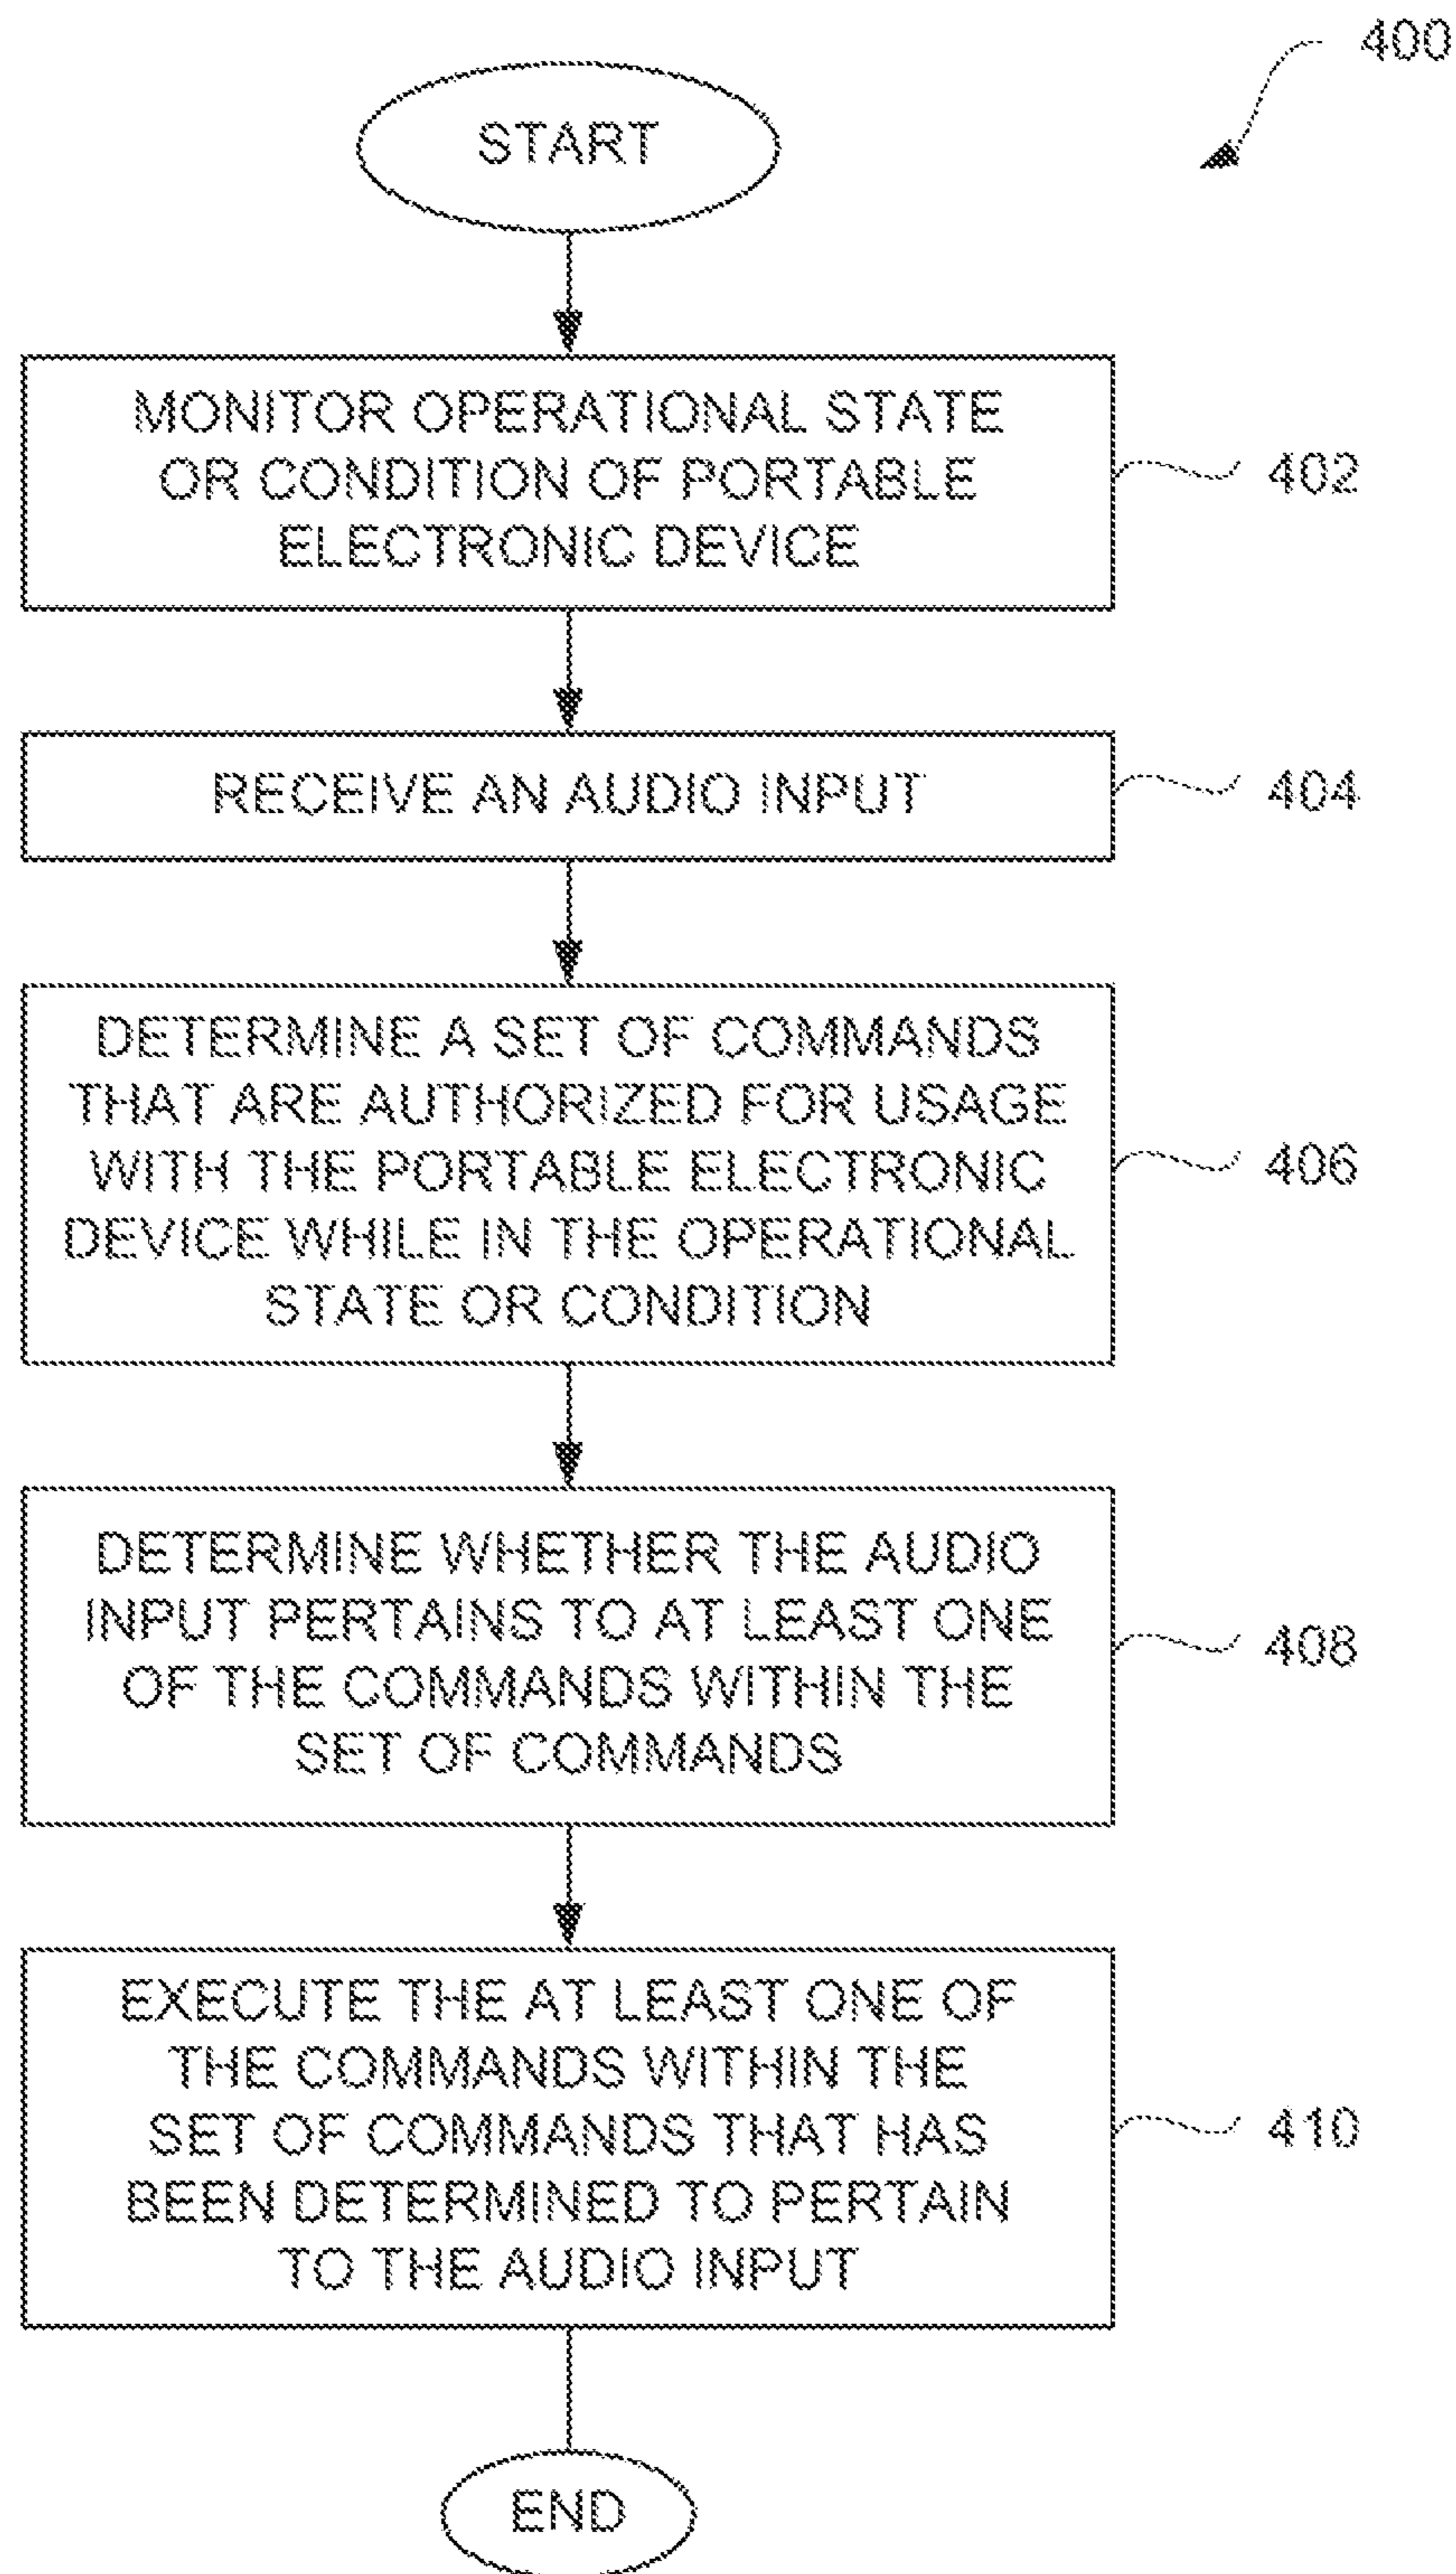 400
START
MONITOR OPERATIONAL STATE
OR CONDITION OF PORTABLE
ELECTRONIC DEVICE
402
RECEIVE AN AUDIO INPUT
404
DETERMINE A SET OF COMMANDS
THAT ARE AUTHORIZED FOR USAGE
WITH THE PORTABLE ELECTRONIC
DEVICE WHILE IN THE OPERATIONAL
STATE OR CONDITION
406
DETERMINE WHETHER THE AUDIO
INPUT PERTAINS TO AT LEAST ONE
OF THE COMMANDS WITHIN THE
SET OF COMMANDS
408
EXECUTE THE AT LEAST ONE OF
THE COMMANDS WITHIN THE
SET OF COMMANDS THAT HAS
BEEN DETERMINED TO PERTAIN
TO THE AUDIO INPUT
410
END